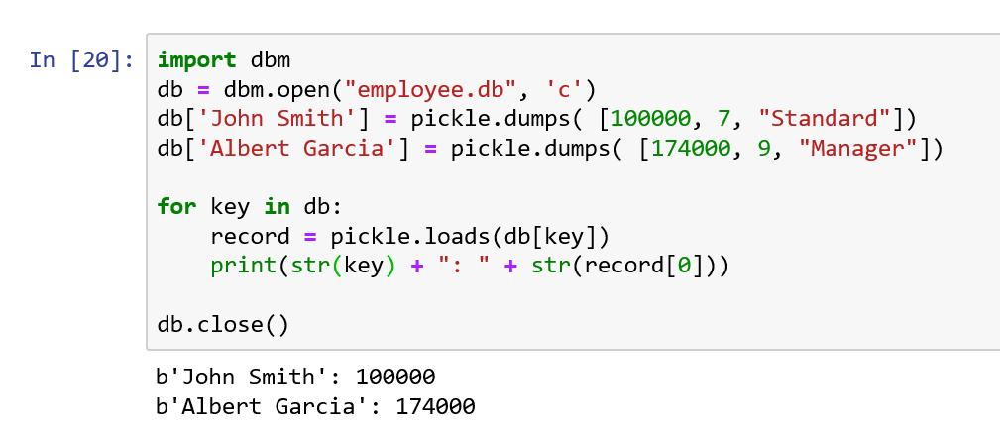 In [20]: import dbm
db = dbm.open("employee.db", 'c')
db['John Smith'] = pickle.dumps( [100000, 7, "Standard"])
db['Albert Garcia'] = pickle.dumps( [174000, 9, "Manager"])
for key in db:
    record = pickle.loads(db[key])
    print(str(key) + ": " + str(record[0]))
db.close()
b'John Smith': 100000
b'Albert Garcia': 174000